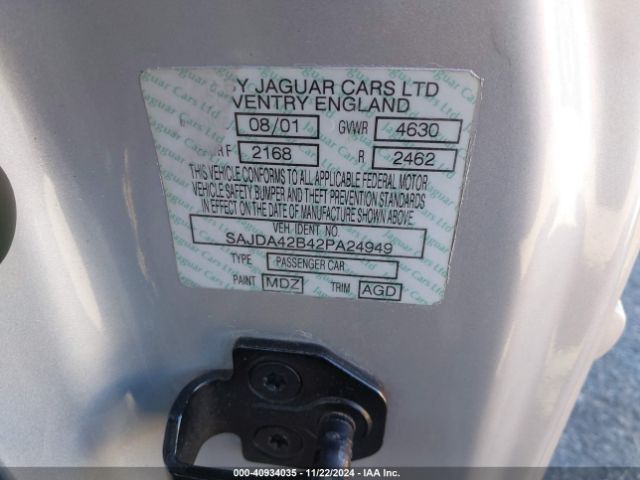 Y JAGUAR CARS LTD
VENTRY ENGLAND
08/01 GVWR 4630
F 2168 R 2462
THIS VEHICLE CONFORMS TO ALL APPLICABLE FEDERAL MOTOR
VEHICLE SAFETY BUMPER AND THEFT PREVENTION STANDARDS
IN EFFECT ON THE DATE OF MANUFACTURE SHOWN ABOVE.
VEH. IDENT NO.
SAJDA42B42PA24949
TYPE PASSENGER CAR
PAINT MDZ TRIM AGD
000-40934035 - 11/22/2024 - IAA Inc.